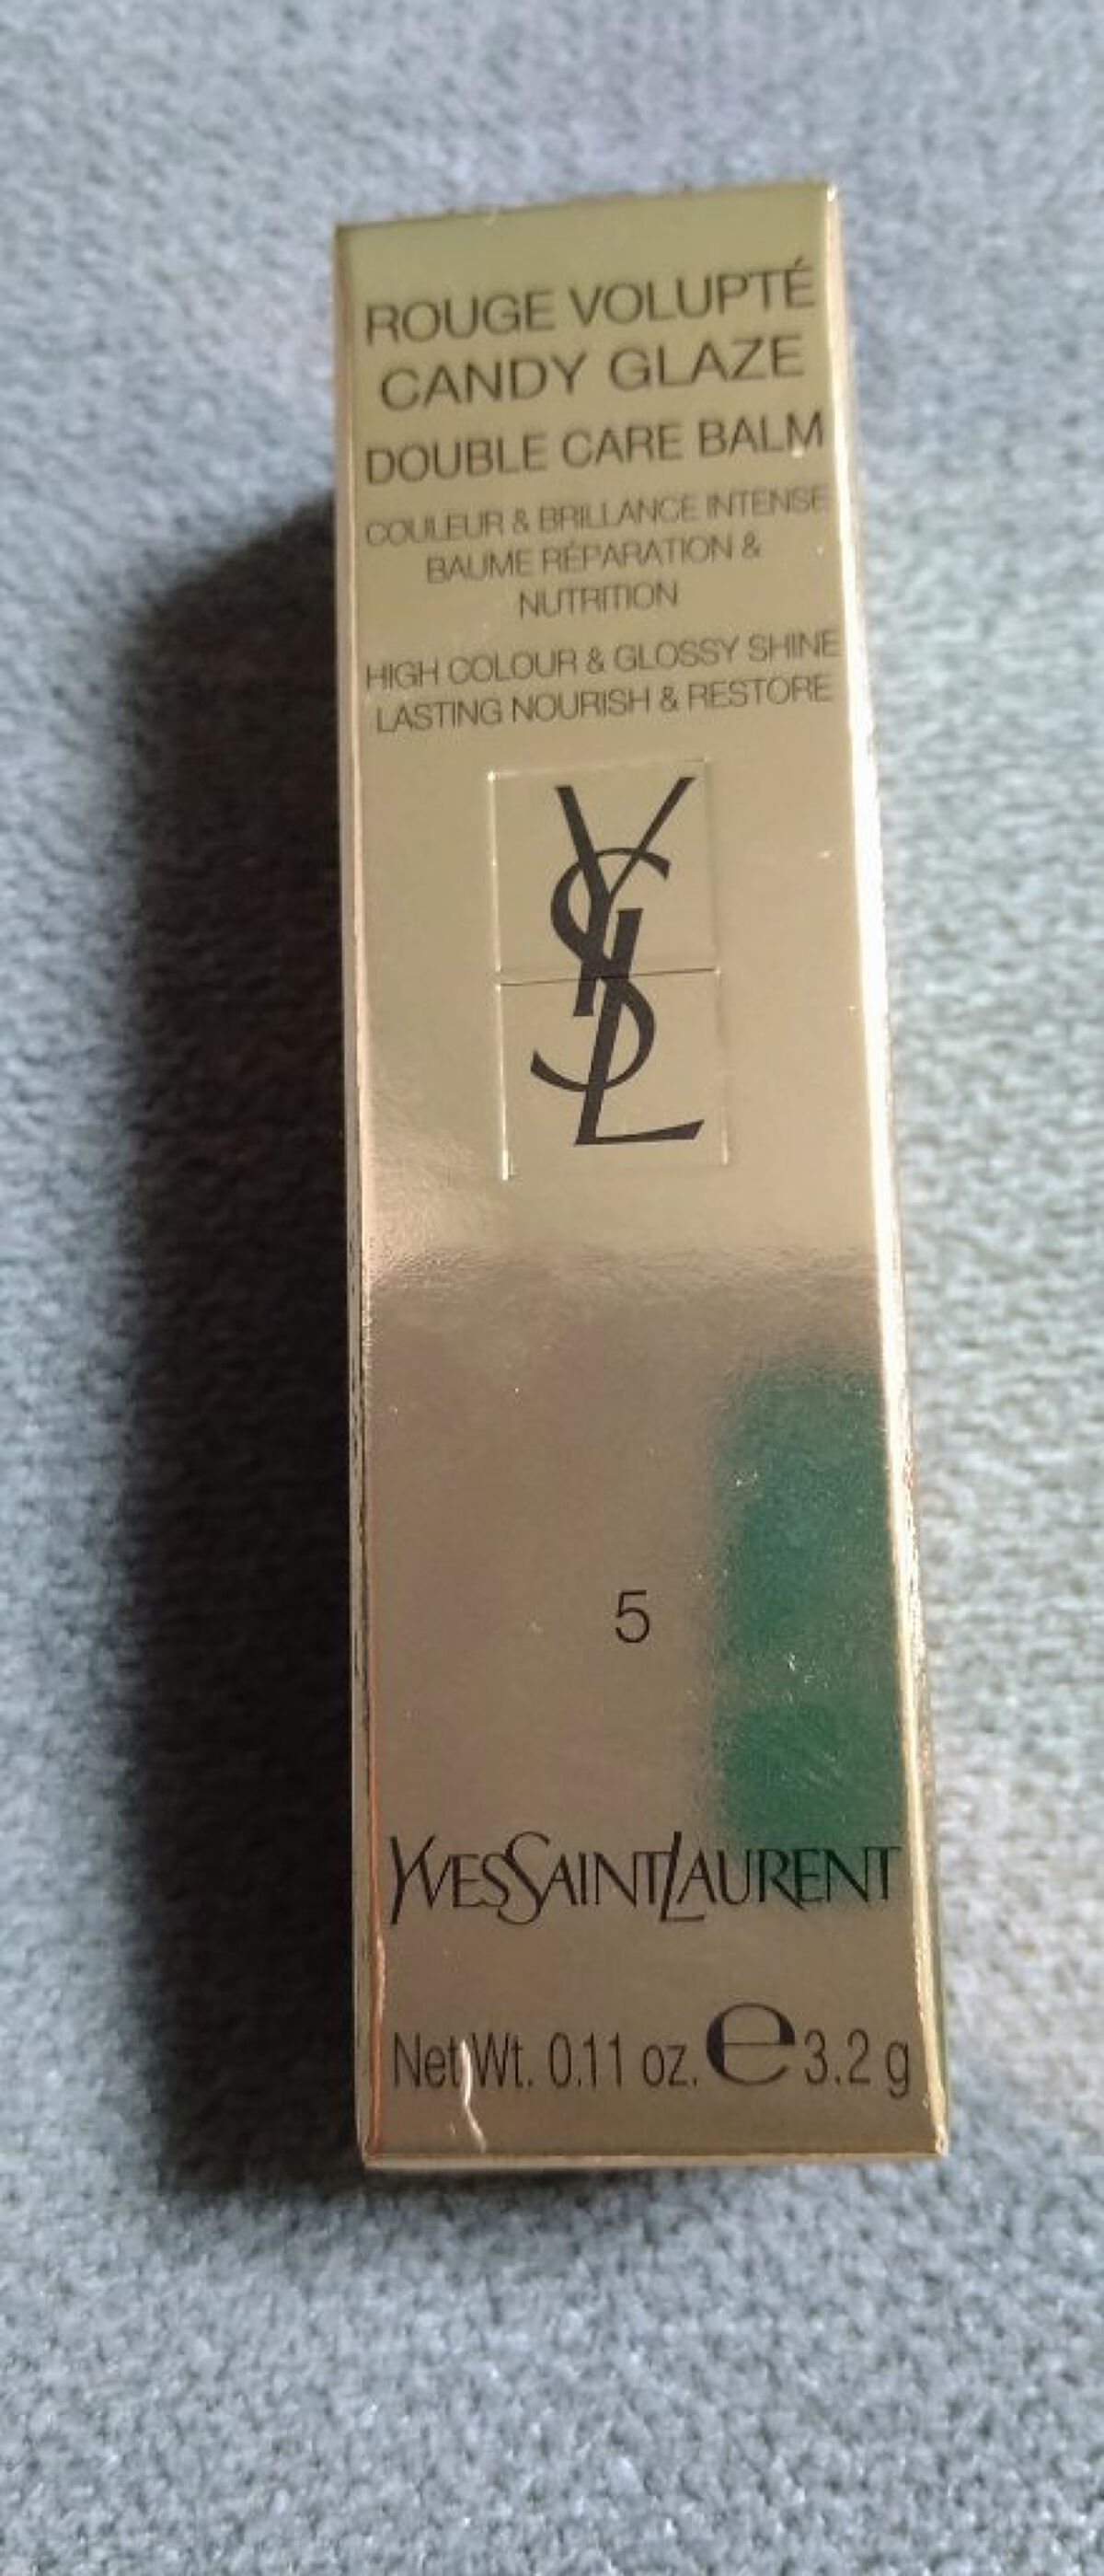 ROUGE VOLUPTÉ
CANDY GLAZE
DOUBLE CARE BALM
COULEUR & BRILLANCE INTENSE
BAUME RÉPARATION &
NUTRITION
HIGH COLOUR & GLOSSY SHINE
LASTING NOURISH & RESTORE
YSL
5
YVESSAINTLAURENT
Net Wt. 0.11 oz. e 3.2 g